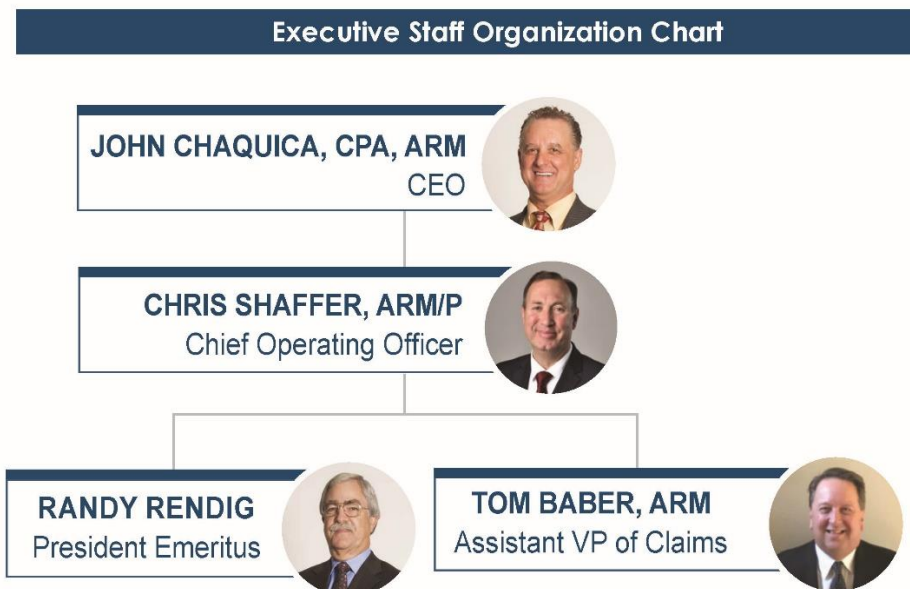 Executive Staff Organization Chart
JOHN CHAQUICA, CPA, ARM
CEO
CHRIS SHAFFER, ARM/P
Chief Operating Officer
RANDY RENDIG
President Emeritus
TOM BABER, ARM
Assistant VP of Claims